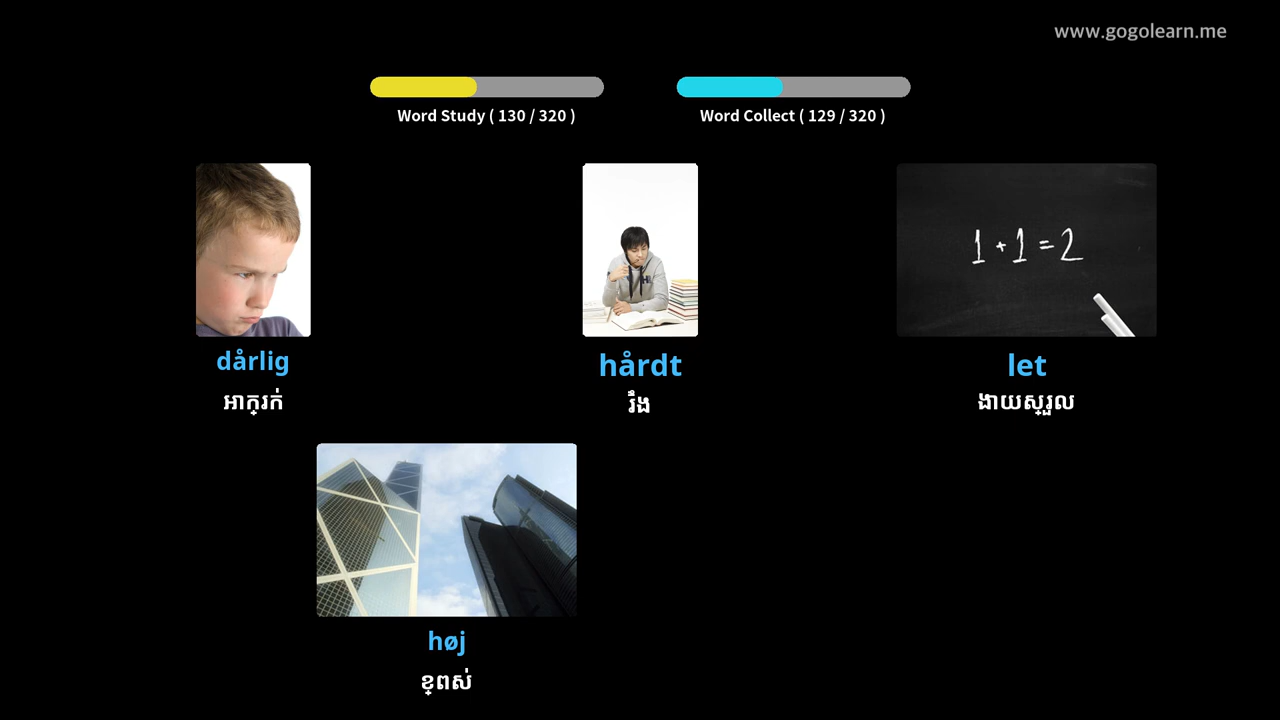 www.gogolearn.me
Word Study ( 130 / 320 )
Word Collect ( 129 / 320 )
dårlig
hårdt
let
អាក្រក់
រឹង
ងាយស្រួល
1 + 1 = 2
høj
ខ្ពស់